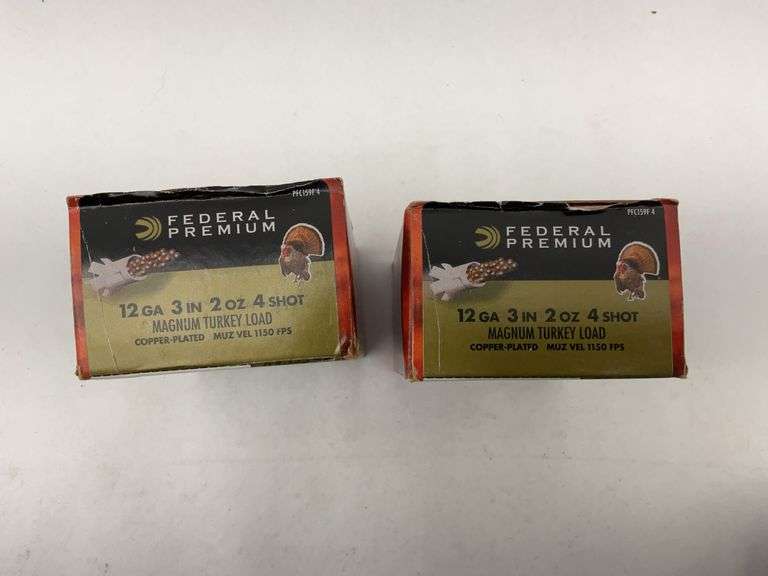 PFC159F 4
FEDERAL
PREMIUM
12 GA 3 IN 2 OZ 4 SHOT
MAGNUM TURKEY LOAD
COPPER-PLATED MUZ VEL 1150 FPS
PFC159F 4
FEDERAL
PREMIUM
12 GA 3 IN 2 OZ 4 SHOT
MAGNUM TURKEY LOAD
COPPER-PLATED MUZ VEL 1150 FPS